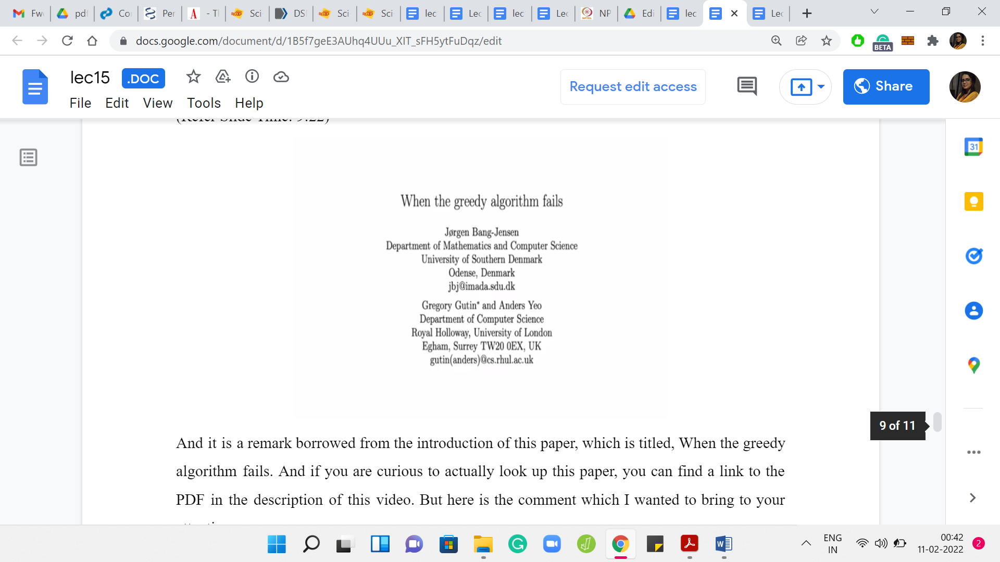 Fw
pdf
Co
Per
- Tl
Sci
DS
Sci
Sci
lec
Lec
lec
Lec
NP
Edi
lec
Lec
docs.google.com/document/d/1B5f7geE3AUhq4UUu_XIT_sFH5ytFuDqz/edit
BETA
lec15
.DOC
Request edit access
Share
File Edit View Tools Help
(Refer Slide Time: 9:22)
31
When the greedy algorithm fails
Jørgen Bang-Jensen
Department of Mathematics and Computer Science
University of Southern Denmark
Odense, Denmark
jbj@imada.sdu.dk
Gregory Gutin* and Anders Yeo
Department of Computer Science
Royal Holloway, University of London
Egham, Surrey TW20 0EX, UK
gutin(anders)@cs.rhul.ac.uk
9 of 11
And it is a remark borrowed from the introduction of this paper, which is titled, When the greedy
algorithm fails. And if you are curious to actually look up this paper, you can find a link to the
PDF in the description of this video. But here is the comment which I wanted to bring to your
ENG
IN
00:42
11-02-2022
2